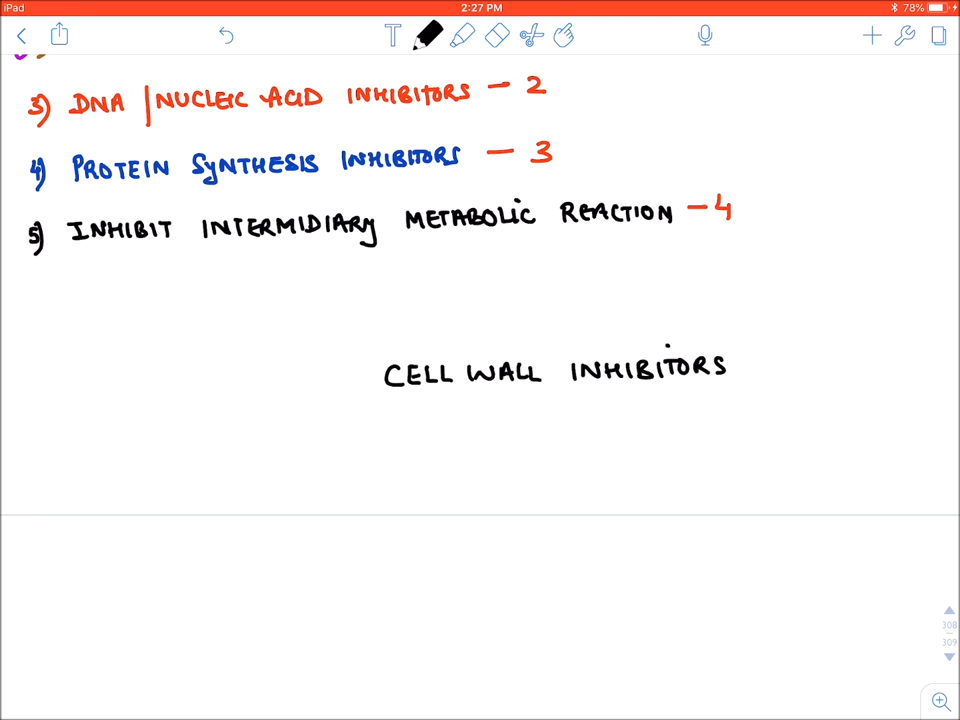 iPad 2:27 PM 78%
T
3) DNA | NUCLEIC ACID INHIBITORS - 2
4) PROTEIN SYNTHESIS INHIBITORS - 3
5) INHIBIT INTERMIDIARY METABOLIC REACTION - 4
CELL WALL INHIBITORS
308
309